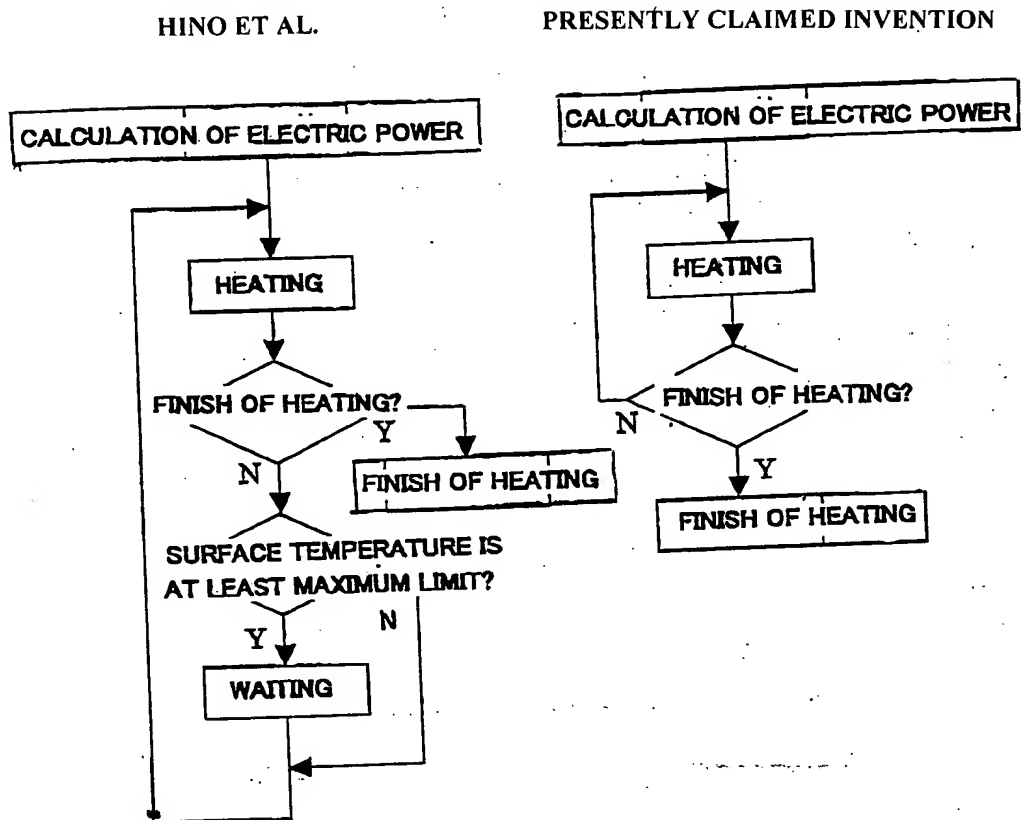 HINO ET AL.
CALCULATION OF ELECTRIC POWER
HEATING
FINISH OF HEATING?
Y
N
FINISH OF HEATING
SURFACE TEMPERATURE IS
AT LEAST MAXIMUM LIMIT?
N
Y
WAITING
PRESENTLY CLAIMED INVENTION
CALCULATION OF ELECTRIC POWER
HEATING
FINISH OF HEATING?
N
Y
FINISH OF HEATING